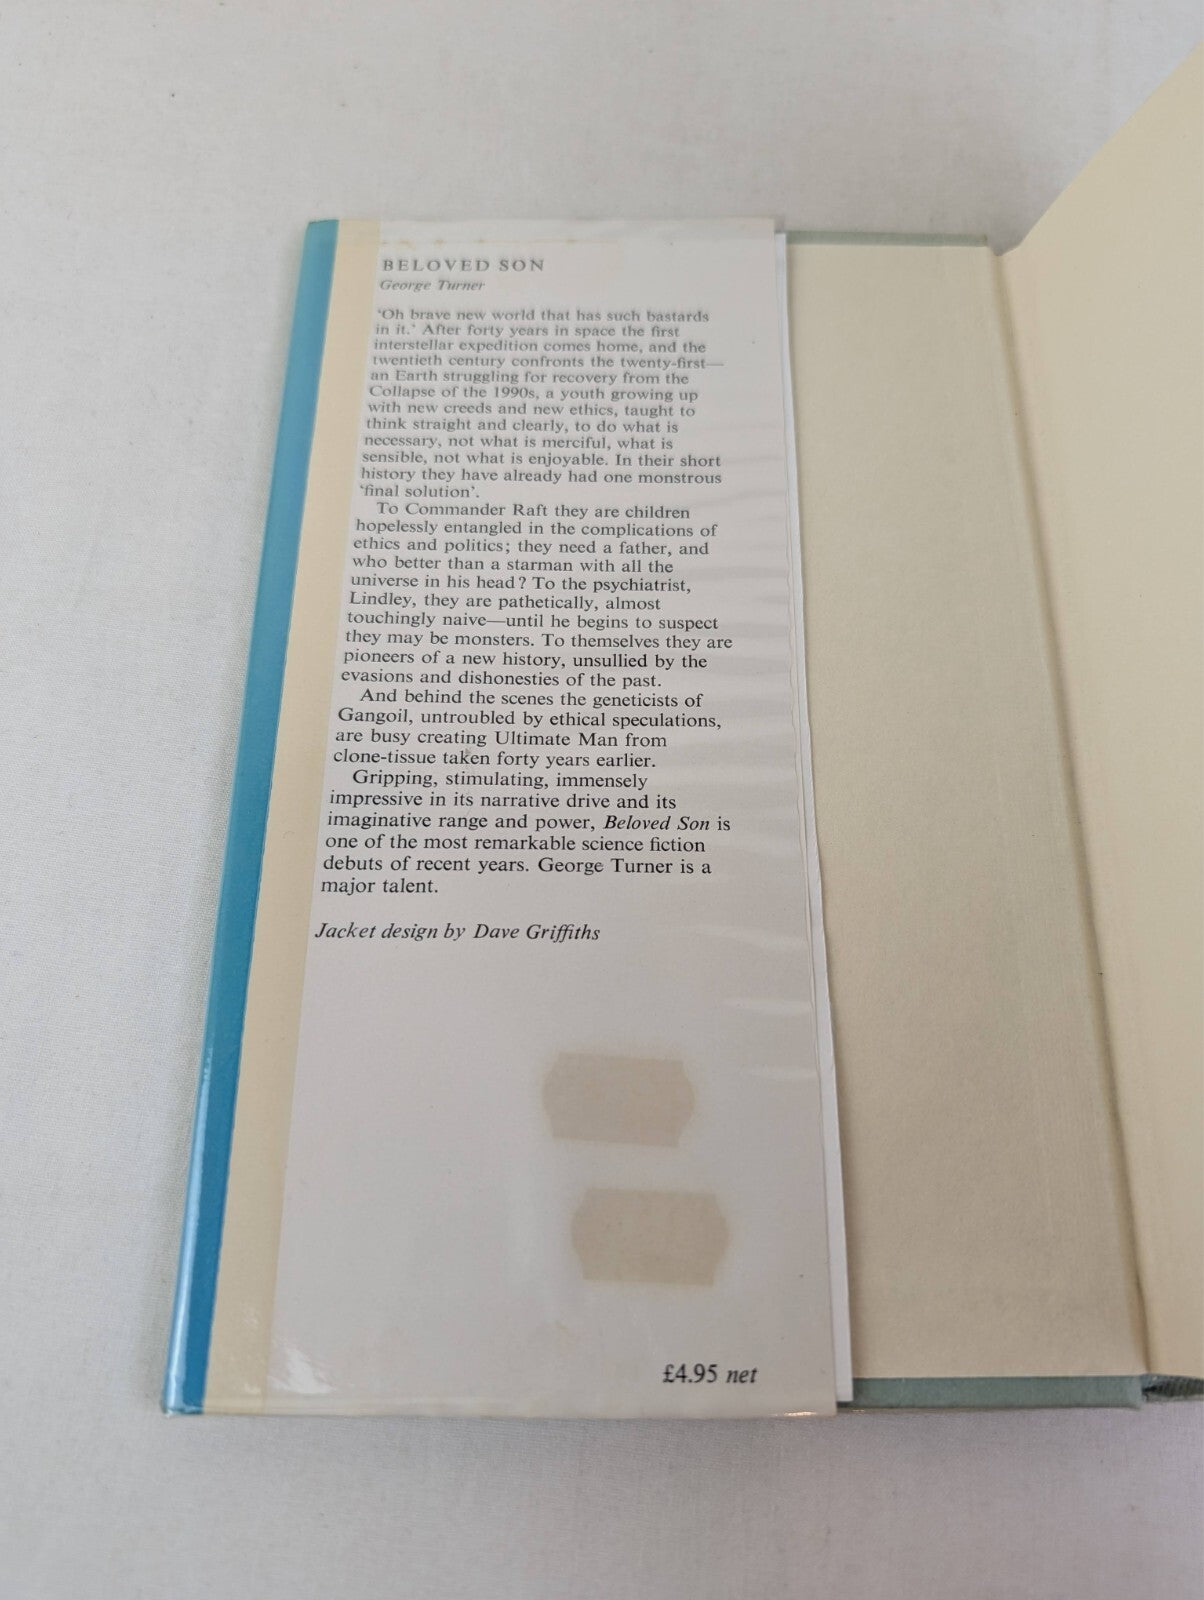 BELOVED SON
George Turner
'Oh brave new world that has such bastards
in it.' After forty years in space the first
interstellar expedition comes home, and the
twentieth century confronts the twenty-first—
an Earth struggling for recovery from the
Collapse of the 1990s, a youth growing up
with new creeds and new ethics, taught to
think straight and clearly, to do what is
necessary, not what is merciful, what is
sensible, not what is enjoyable. In their short
history they have already had one monstrous
'final solution'.
To Commander Raft they are children
hopelessly entangled in the complications of
ethics and politics; they need a father, and
who better than a starman with all the
universe in his head? To the psychiatrist,
Lindley, they are pathetically, almost
touchingly naive—until he begins to suspect
they may be monsters. To themselves they are
pioneers of a new history, unsullied by the
evasions and dishonesties of the past.
And behind the scenes the geneticists of
Gangoil, untroubled by ethical speculations,
are busy creating Ultimate Man from
clone-tissue taken forty years earlier.
Gripping, stimulating, immensely
impressive in its narrative drive and its
imaginative range and power, Beloved Son is
one of the most remarkable science fiction
debuts of recent years. George Turner is a
major talent.
Jacket design by Dave Griffiths
£4.95 net